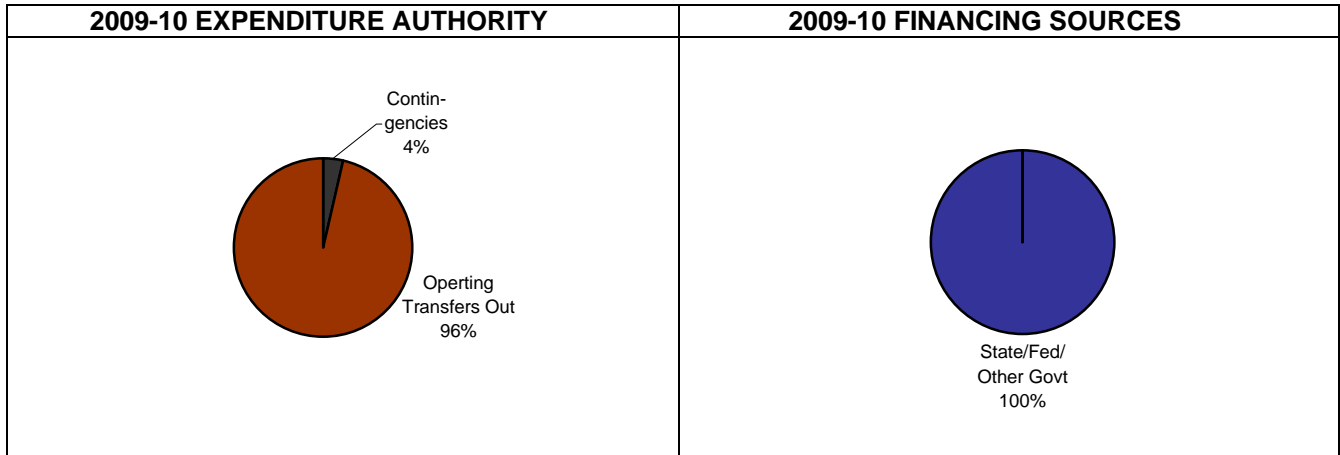 2009-10 EXPENDITURE AUTHORITY
Contin-
gencies
4%
Operting
Transfers Out
96%
2009-10 FINANCING SOURCES
State/Fed/
Other Govt
100%